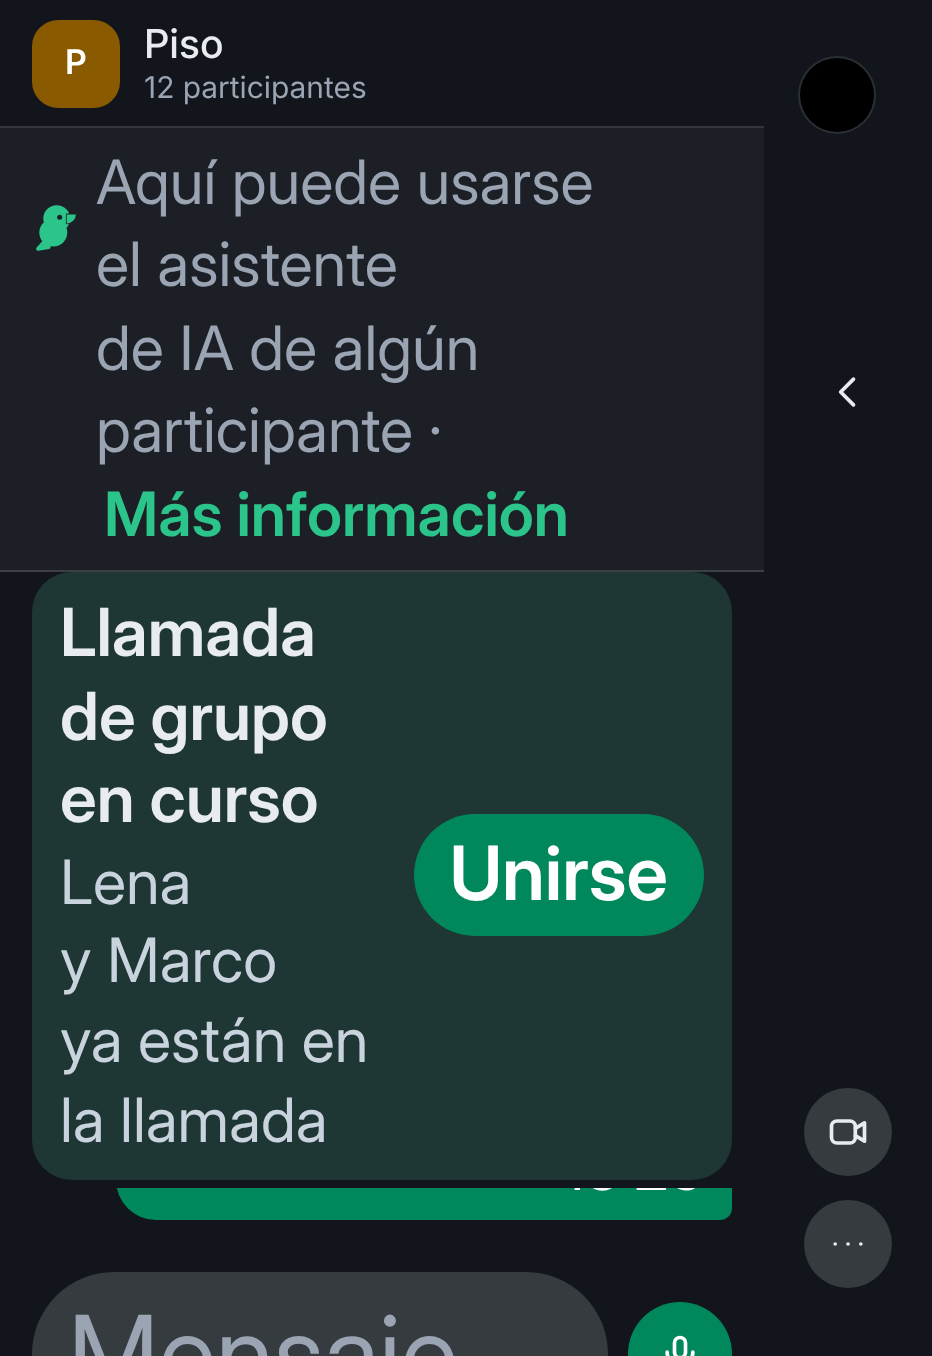 P
Piso
12 participantes
Aquí puede usarse
el asistente
de IA de algún
participante ·
Más información
Llamada
de grupo
en curso
Lena
y Marco
ya están en
la llamada
Unirse
Mensaje